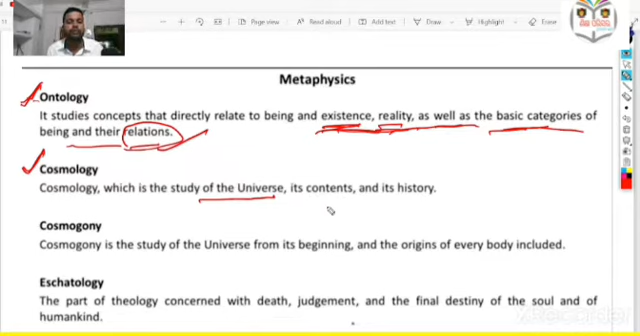 Page view
Read aloud
Add text
Draw
Highlight
Erase
Metaphysics
Ontology
It studies concepts that directly relate to being and existence, reality, as well as the basic categories of
being and their relations.
Cosmology
Cosmology, which is the study of the Universe, its contents, and its history.
Cosmogony
Cosmogony is the study of the Universe from its beginning, and the origins of every body included.
Eschatology
The part of theology concerned with death, judgement, and the final destiny of the soul and of
humankind.